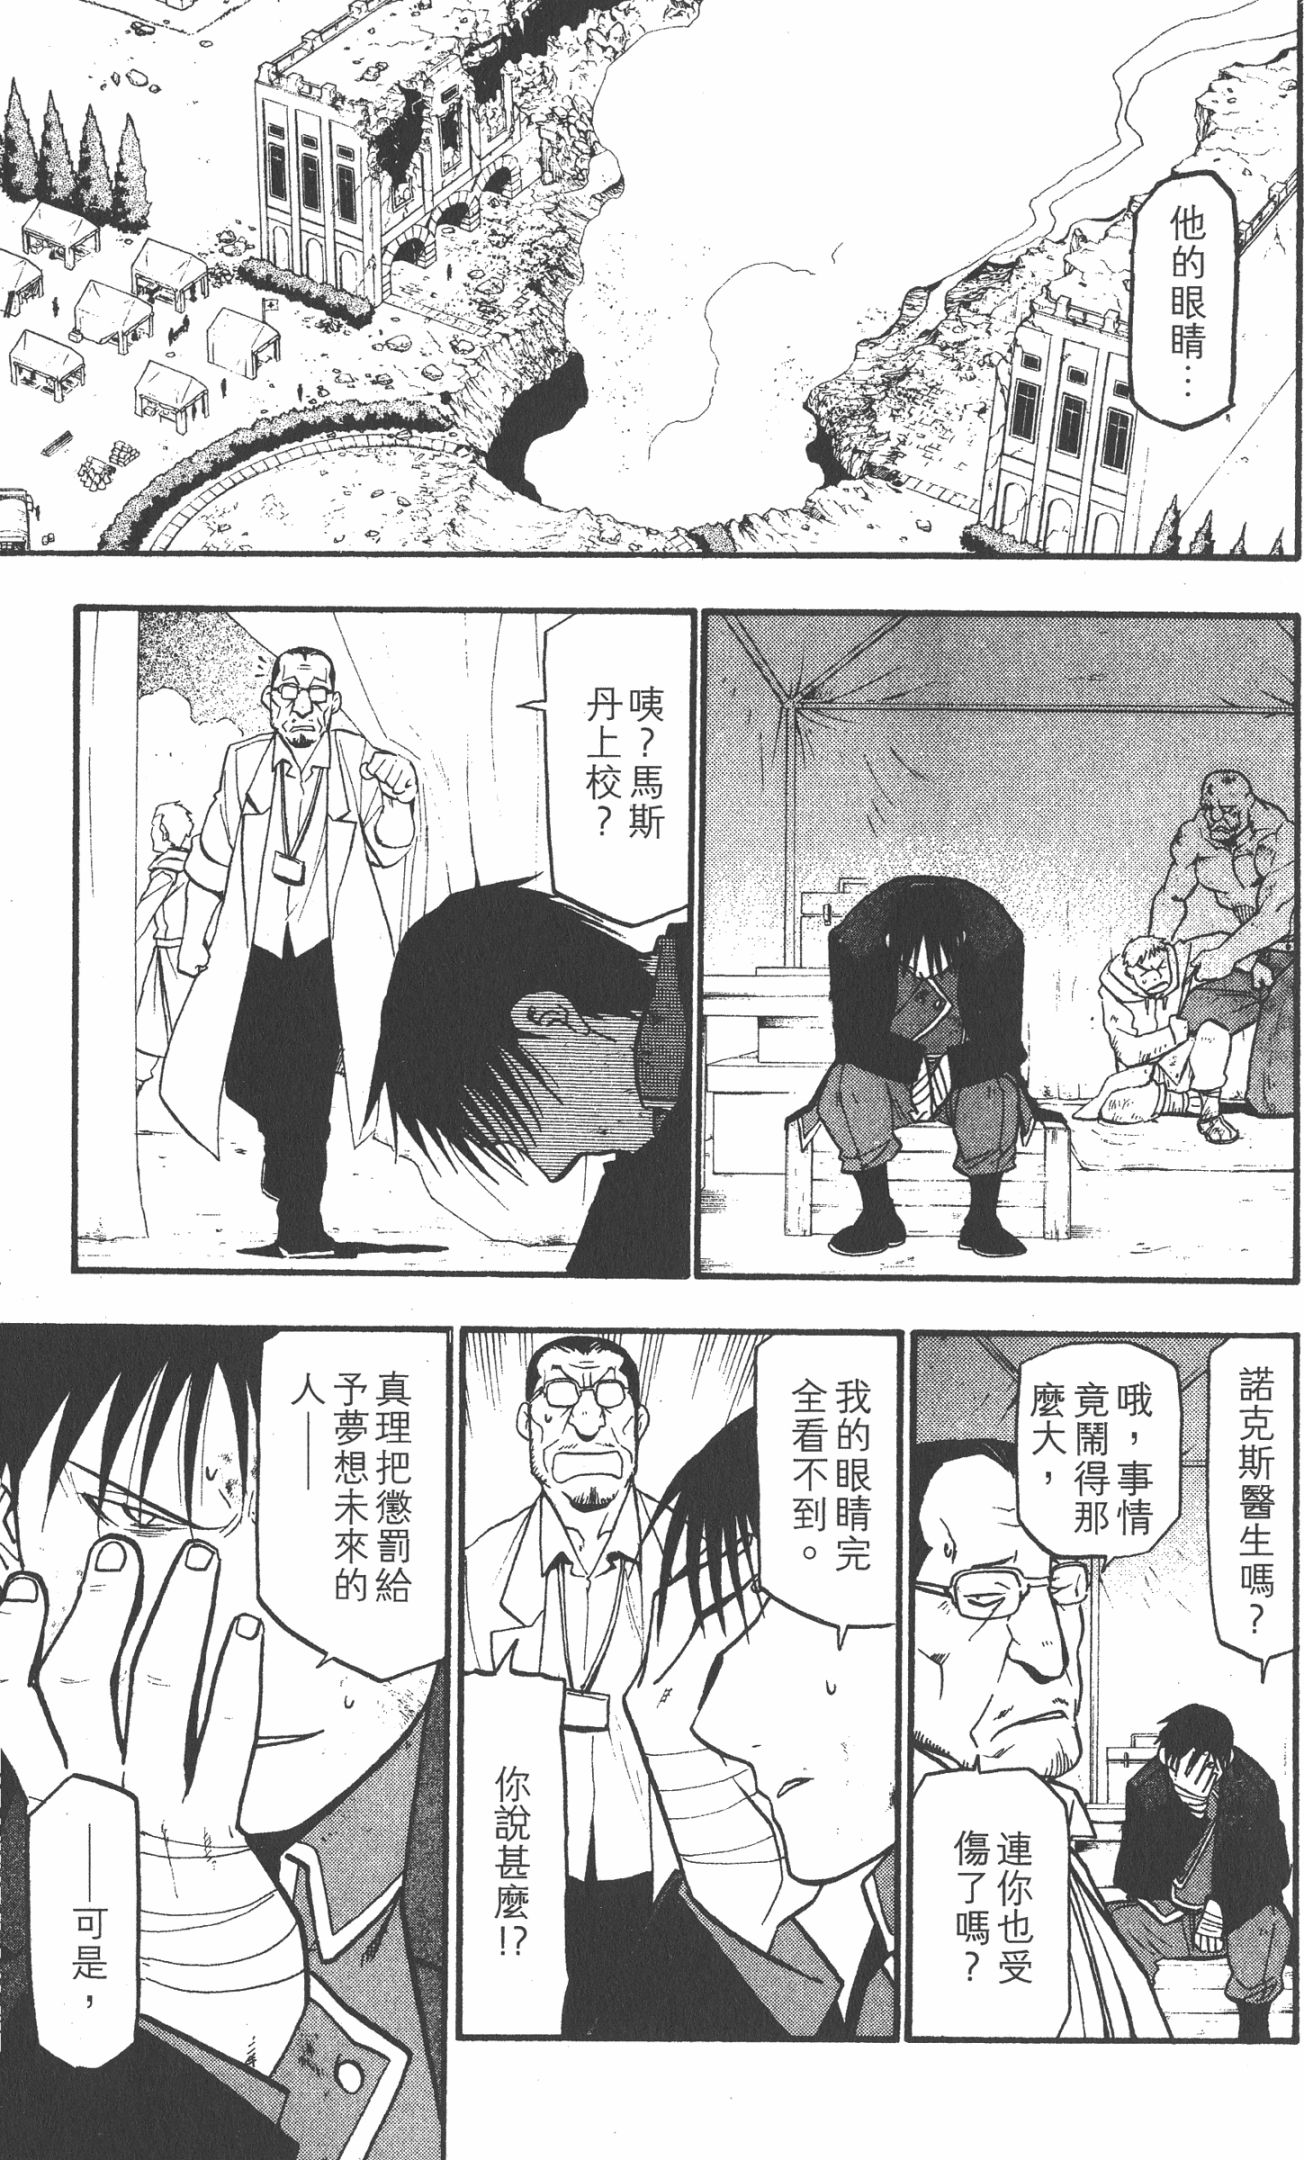 他的眼睛⋯
咦？馬斯
丹上校？
諾克斯醫生嗎？
哦，事情
竟鬧得那
麼大，
連你也受
傷了嗎？
我的眼睛完
全看不到。
你說甚麼!?
真理把懲罰給
予夢想未來的
人——
——可是，